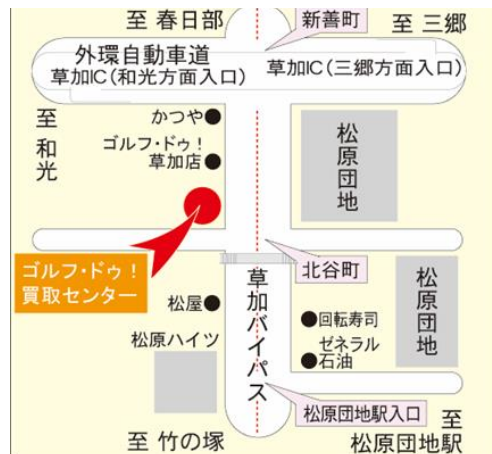 至 春日部
新善町
至 三郷
外環自動車道
草加IC(和光方面入口)
草加IC(三郷方面入口)
至 和光
かつや●
ゴルフ・ドゥ!
草加店●
松原団地
ゴルフ・ドゥ!
買取センター
北谷町
草加バイパス
松屋●
松原ハイツ
●回転寿司
ゼネラル
●石油
松原団地
松原団地駅入口
至 竹の塚
至
松原団地駅